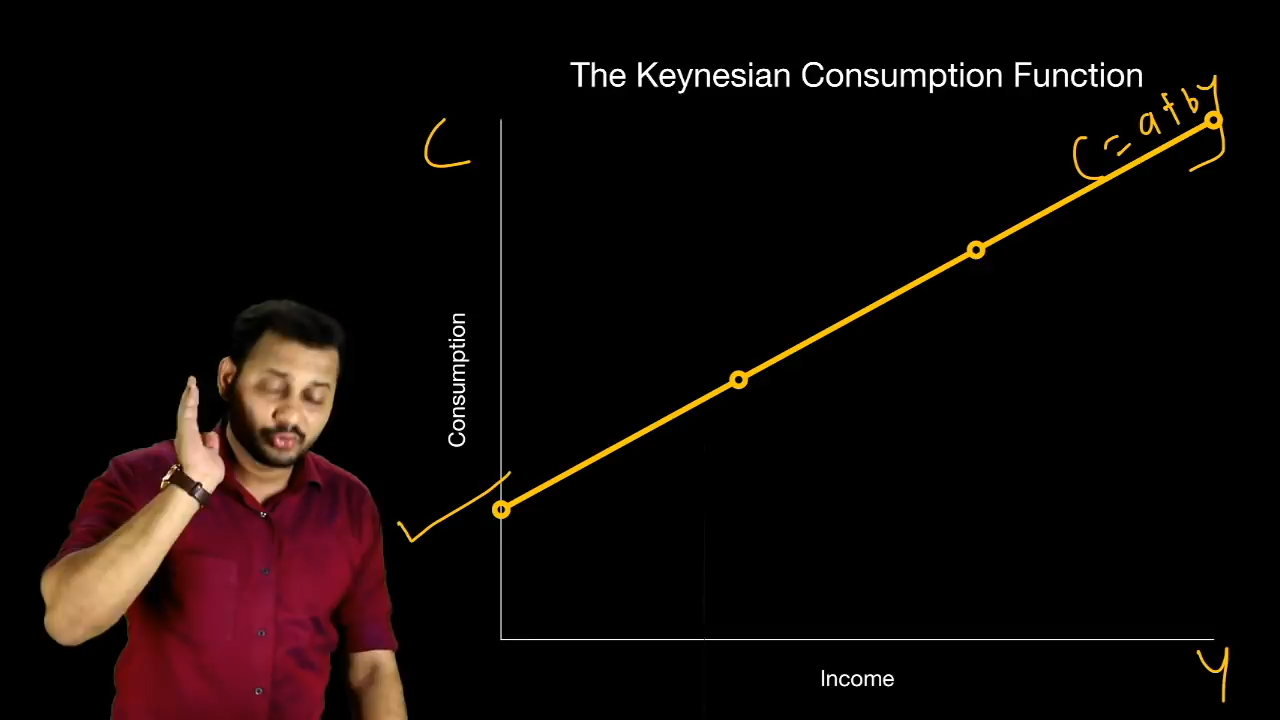 The Keynesian Consumption Function
C = a + by
C
Consumption
Income
Y